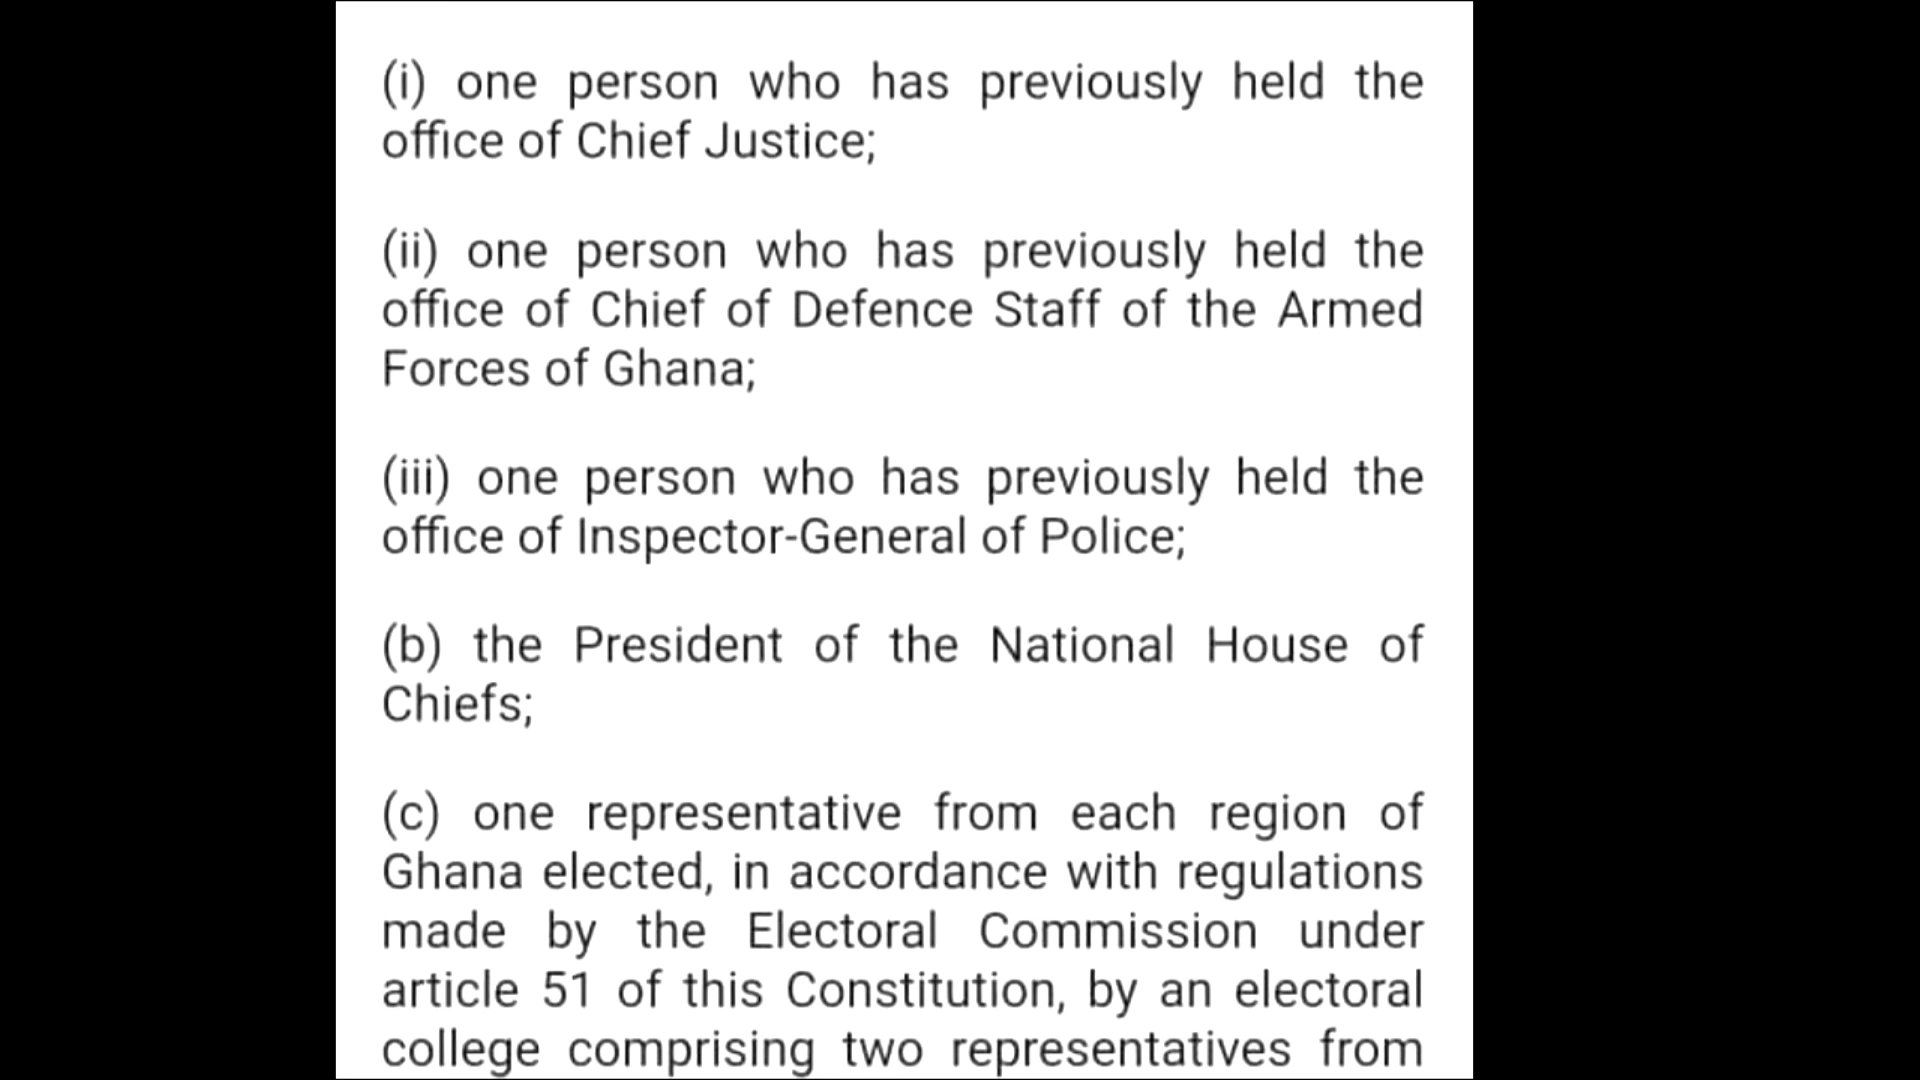 (i) one person who has previously held the
office of Chief Justice;
(ii) one person who has previously held the
office of Chief of Defence Staff of the Armed
Forces of Ghana;
(iii) one person who has previously held the
office of Inspector-General of Police;
(b) the President of the National House of
Chiefs;
(c) one representative from each region of
Ghana elected, in accordance with regulations
made by the Electoral Commission under
article 51 of this Constitution, by an electoral
college comprising two representatives from